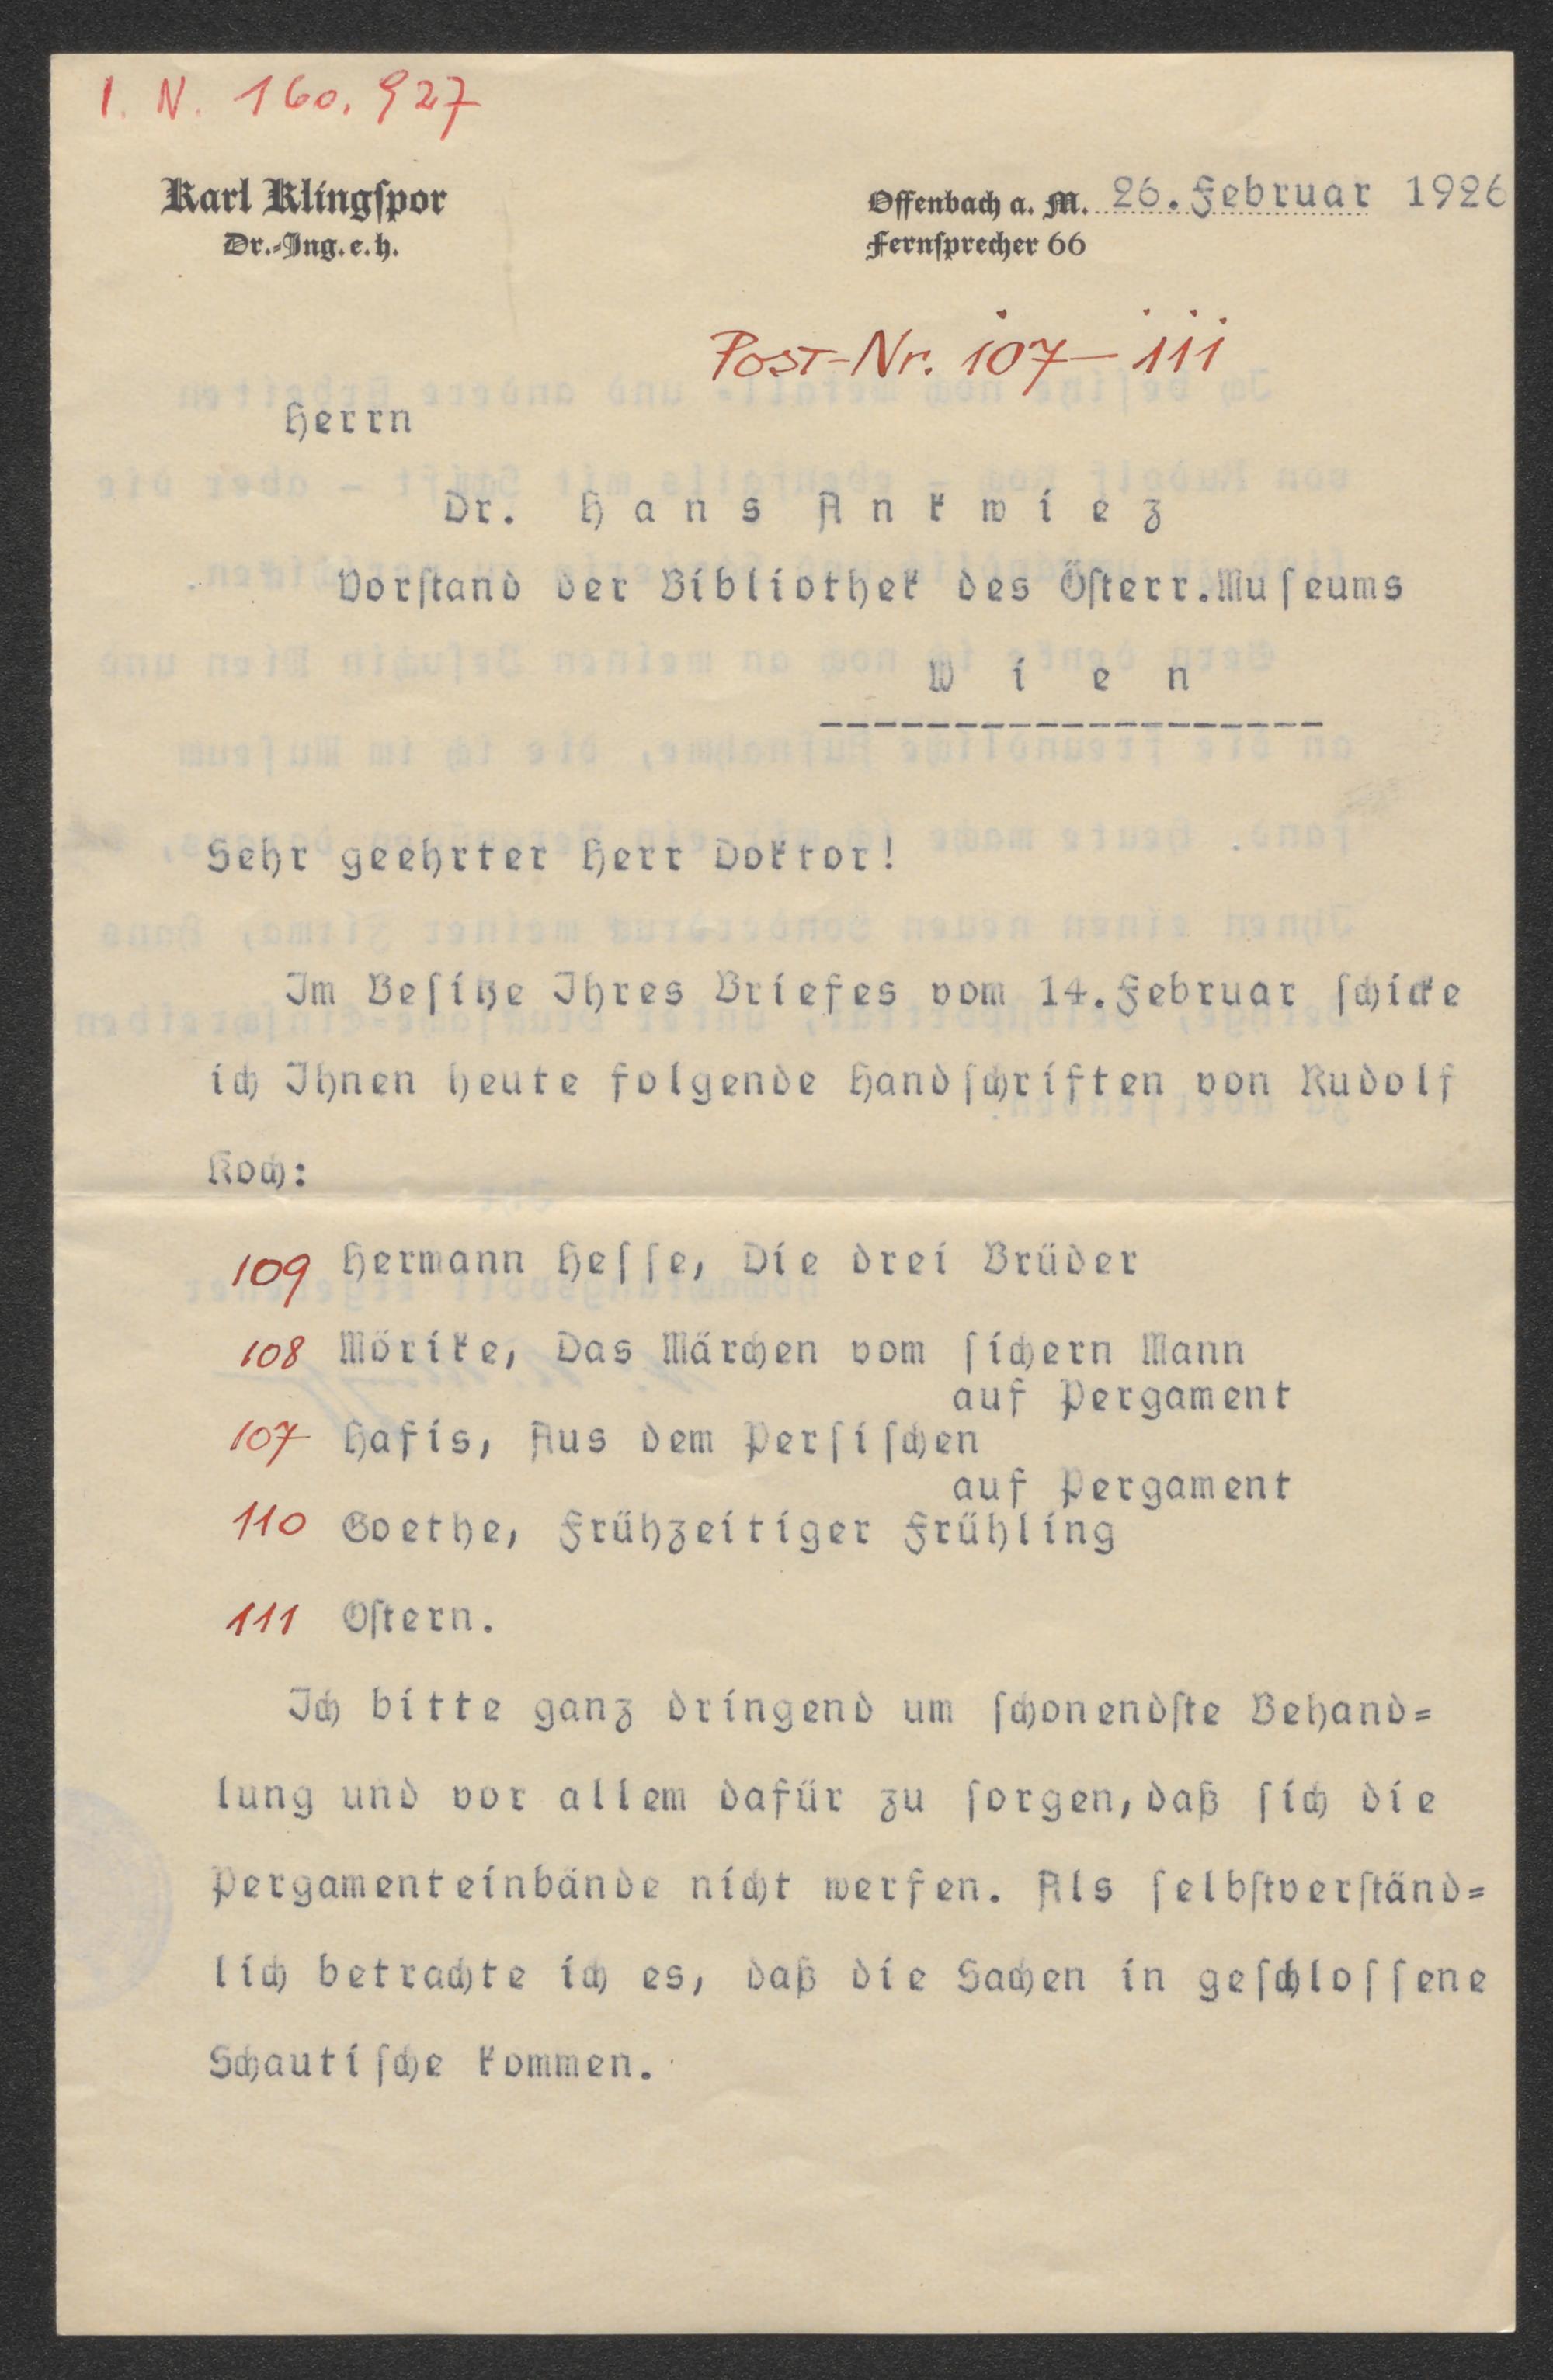 I. N. 160.927
Karl Klingspor
Dr.-Ing. e. h.
Offenbach a. M. 26. Februar 1926
Fernsprecher 66
Post-Nr. 107–111
Herrn
Dr. Hans Ankwiez
Vorstand der Bibliothek des Österr. Museums
Wien
-------------------
Sehr geehrter Herr Doktor!
Im Besitze Ihres Briefes vom 14. Februar schicke
ich Ihnen heute folgende Handschriften von Rudolf
Koch:
109 Hermann Hesse, Die drei Brüder
108 Mörike, Das Märchen vom sichern Mann
auf Pergament
107 Hafis, Aus dem Persischen
auf Pergament
110 Goethe, Frühzeitiger Frühling
111 Ostern.
Ich bitte ganz dringend um schonendste Behand=
lung und vor allem dafür zu sorgen, daß sich die
Pergamenteinbände nicht werfen. Als selbstverständ=
lich betrachte ich es, daß die Sachen in geschlossene
Schautische kommen.